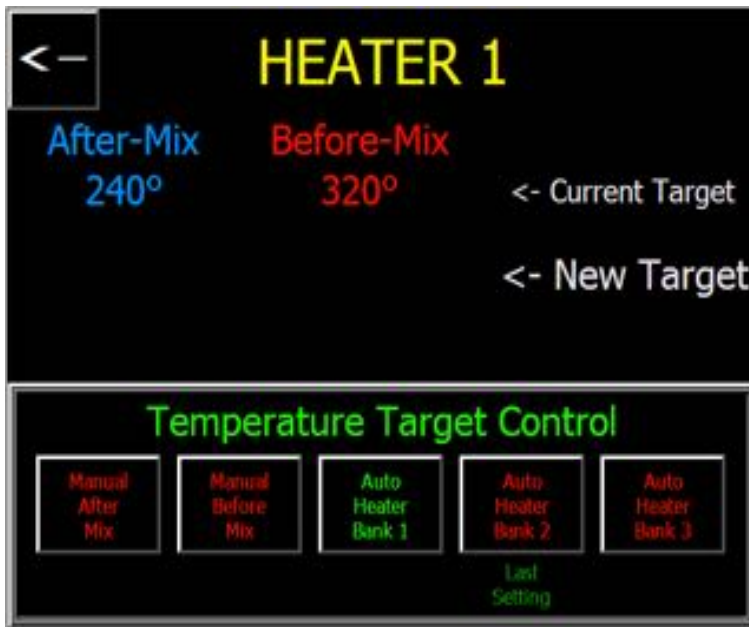 <-
HEATER 1
After-Mix Before-Mix
240° 320° <- Current Target
<- New Target
Temperature Target Control
Manual After Mix
Manual Before Mix
Auto Heater Bank 1
Auto Heater Bank 2
Auto Heater Bank 3
Last Setting